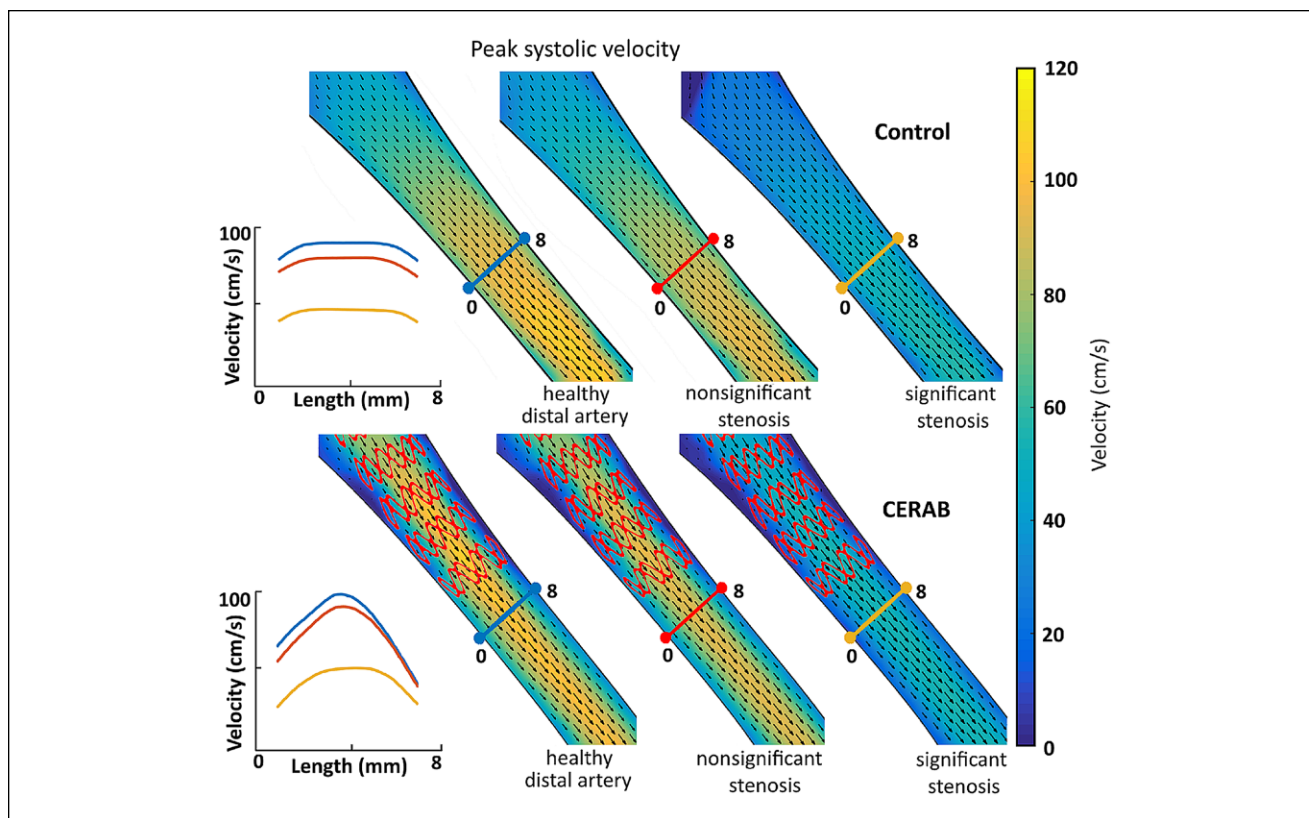 Peak systolic velocity
Control
100
Velocity (cm/s)
0
Length (mm)
8
0
8
0
8
0
8
healthy
distal artery
nonsignificant
stenosis
significant
stenosis
CERAB
100
Velocity (cm/s)
0
Length (mm)
8
0
8
0
8
0
8
healthy
distal artery
nonsignificant
stenosis
significant
stenosis
120
100
80
60
40
20
0
Velocity (cm/s)